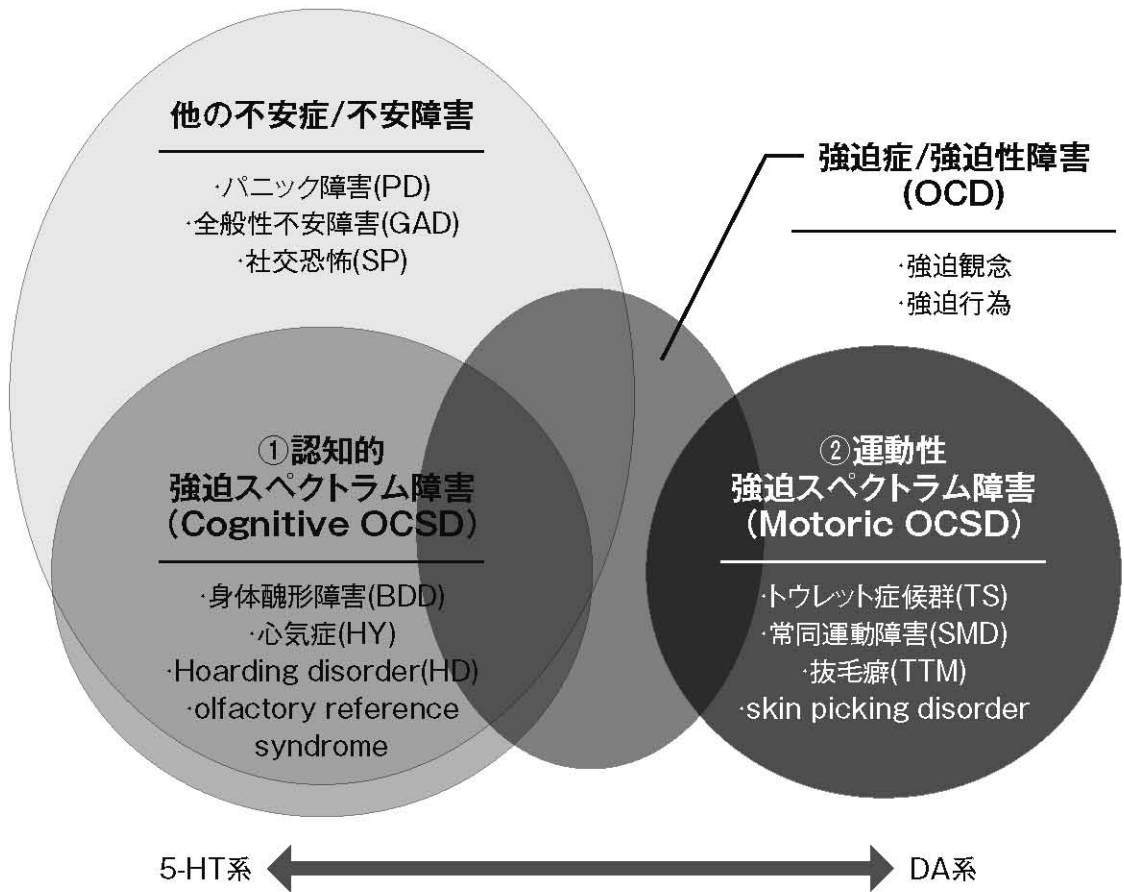 他の不安症/不安障害
·パニック障害(PD)
·全般性不安障害(GAD)
·社交恐怖(SP)
強迫症/強迫性障害
(OCD)
·強迫観念
·強迫行為
①認知的
強迫スペクトラム障害
(Cognitive OCSD)
·身体醜形障害(BDD)
·心気症(HY)
·Hoarding disorder(HD)
·olfactory reference
syndrome
②運動性
強迫スペクトラム障害
(Motoric OCSD)
·トウレット症候群(TS)
·常同運動障害(SMD)
·抜毛癖(TTM)
·skin picking disorder
5-HT系
DA系